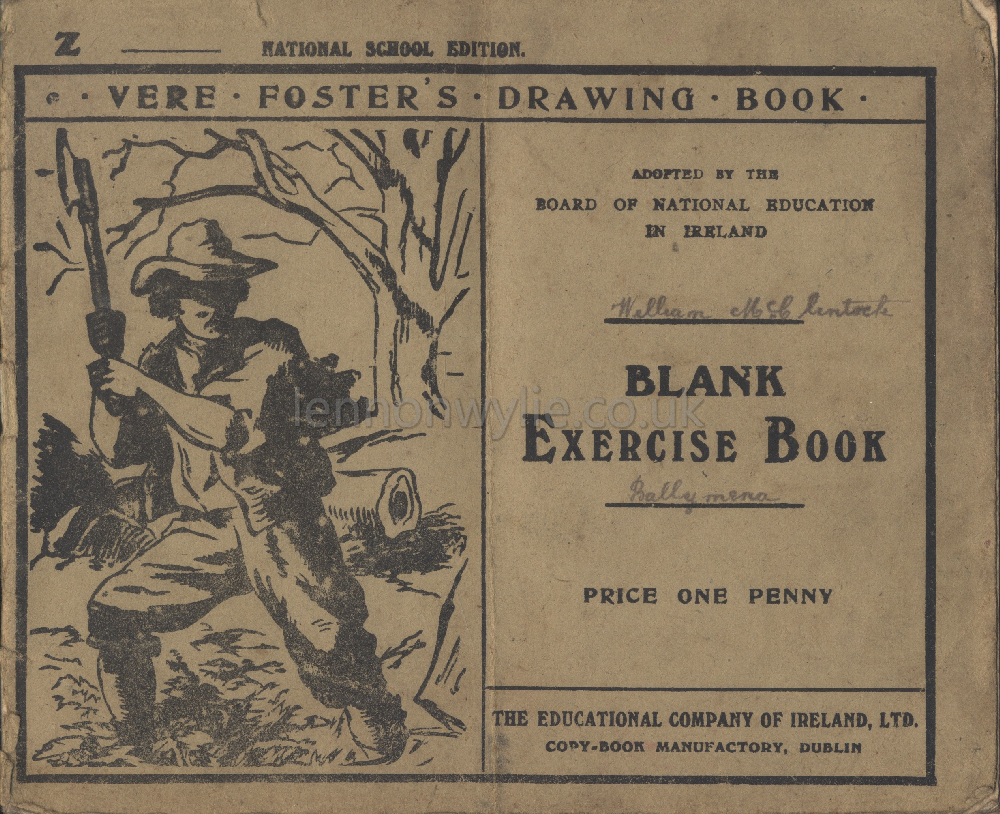 Z NATIONAL SCHOOL EDITION.
· VERE · FOSTER'S · DRAWING · BOOK ·
ADOPTED BY THE
BOARD OF NATIONAL EDUCATION
IN IRELAND
William McClintock
BLANK
EXERCISE BOOK
Ballymena
PRICE ONE PENNY
THE EDUCATIONAL COMPANY OF IRELAND, LTD.
COPY-BOOK MANUFACTORY, DUBLIN
lennonwylie.co.uk